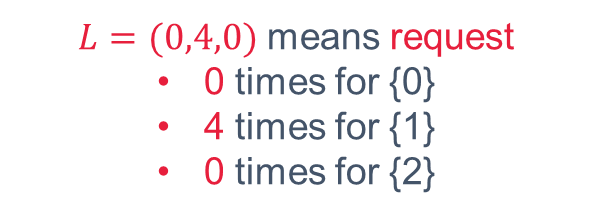 L = (0,4,0) means request
• 0 times for {0}
• 4 times for {1}
• 0 times for {2}